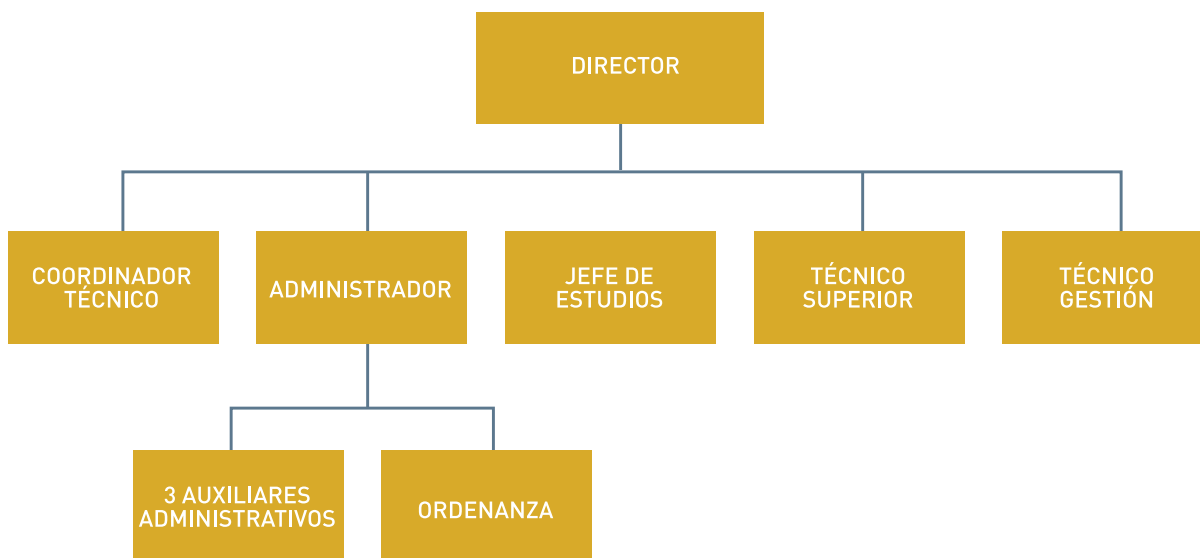 DIRECTOR
COORDINADOR
TÉCNICO
ADMINISTRADOR
JEFE DE
ESTUDIOS
TÉCNICO
SUPERIOR
TÉCNICO
GESTIÓN
3 AUXILIARES
ADMINISTRATIVOS
ORDENANZA